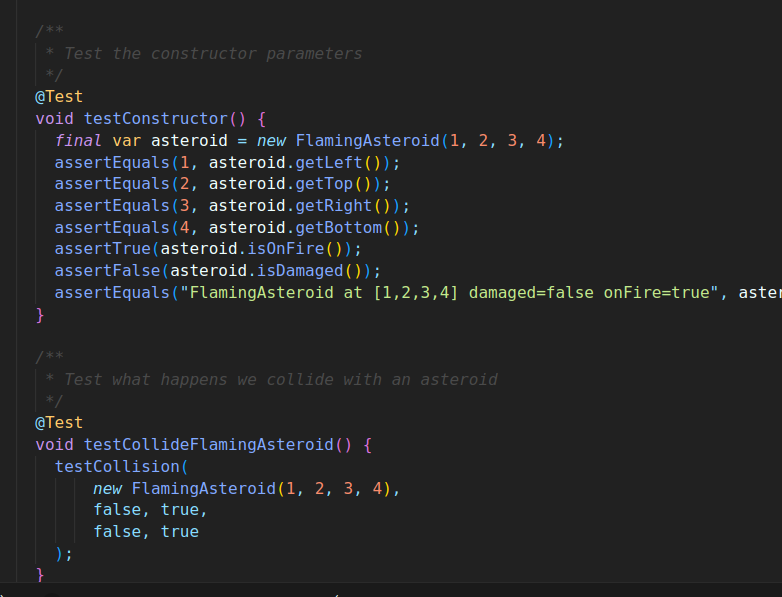 /**
 * Test the constructor parameters
 */
@Test
void testConstructor() {
  final var asteroid = new FlamingAsteroid(1, 2, 3, 4);
  assertEquals(1, asteroid.getLeft());
  assertEquals(2, asteroid.getTop());
  assertEquals(3, asteroid.getRight());
  assertEquals(4, asteroid.getBottom());
  assertTrue(asteroid.isOnFire());
  assertFalse(asteroid.isDamaged());
  assertEquals("FlamingAsteroid at [1,2,3,4] damaged=false onFire=true", aster
}
/**
 * Test what happens we collide with an asteroid
 */
@Test
void testCollideFlamingAsteroid() {
  testCollision(
      new FlamingAsteroid(1, 2, 3, 4),
      false, true,
      false, true
  );
}